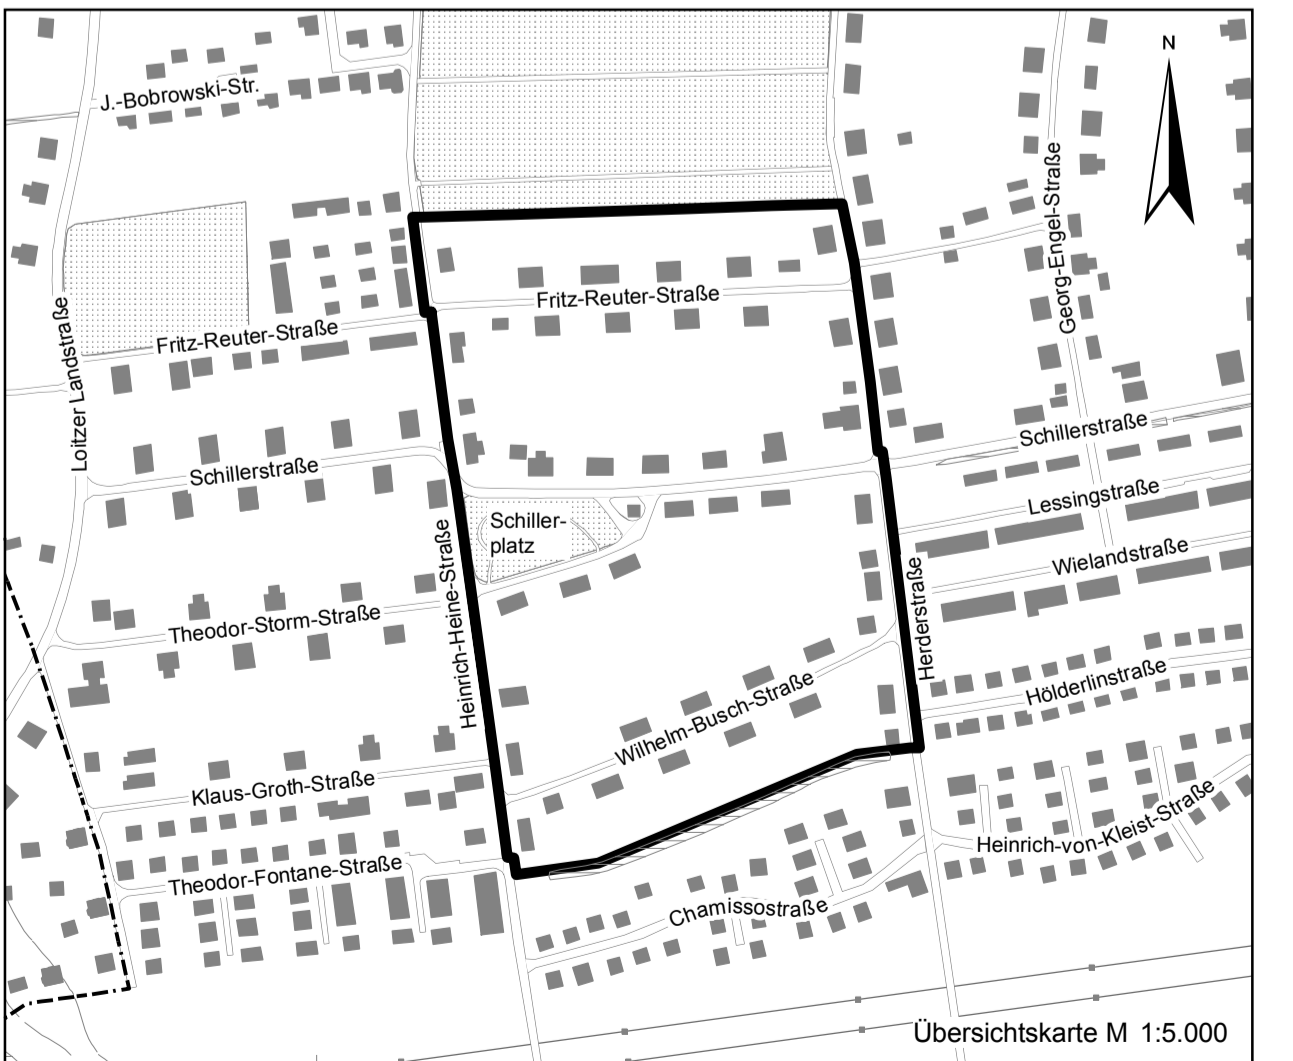 N
J.-Bobrowski-Str.
Georg-Engel-Straße
Loitzer Landstraße
Fritz-Reuter-Straße
Fritz-Reuter-Straße
Schillerstraße
Schillerstraße
Lessingstraße
Schiller-
platz
Heinrich-Heine-Straße
Wielandstraße
Herderstraße
Theodor-Storm-Straße
Hölderlinstraße
Wilhelm-Busch-Straße
Klaus-Groth-Straße
Heinrich-von-Kleist-Straße
Theodor-Fontane-Straße
Chamissostraße
Übersichtskarte M 1:5.000